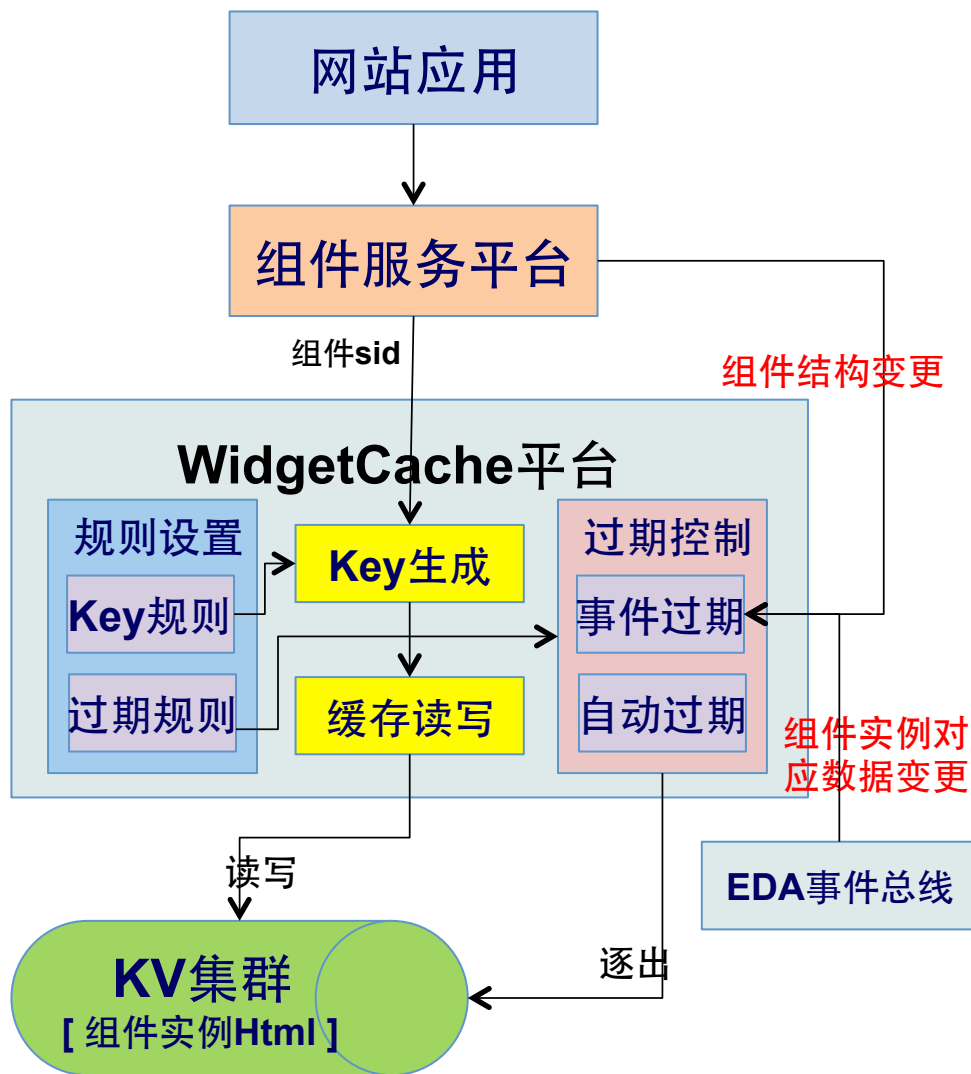 网站应用
组件服务平台
组件sid
组件结构变更
WidgetCache平台
规则设置
Key规则
过期规则
Key生成
缓存读写
过期控制
事件过期
自动过期
组件实例对
应数据变更
EDA事件总线
读写
逐出
KV集群
[ 组件实例Html ]